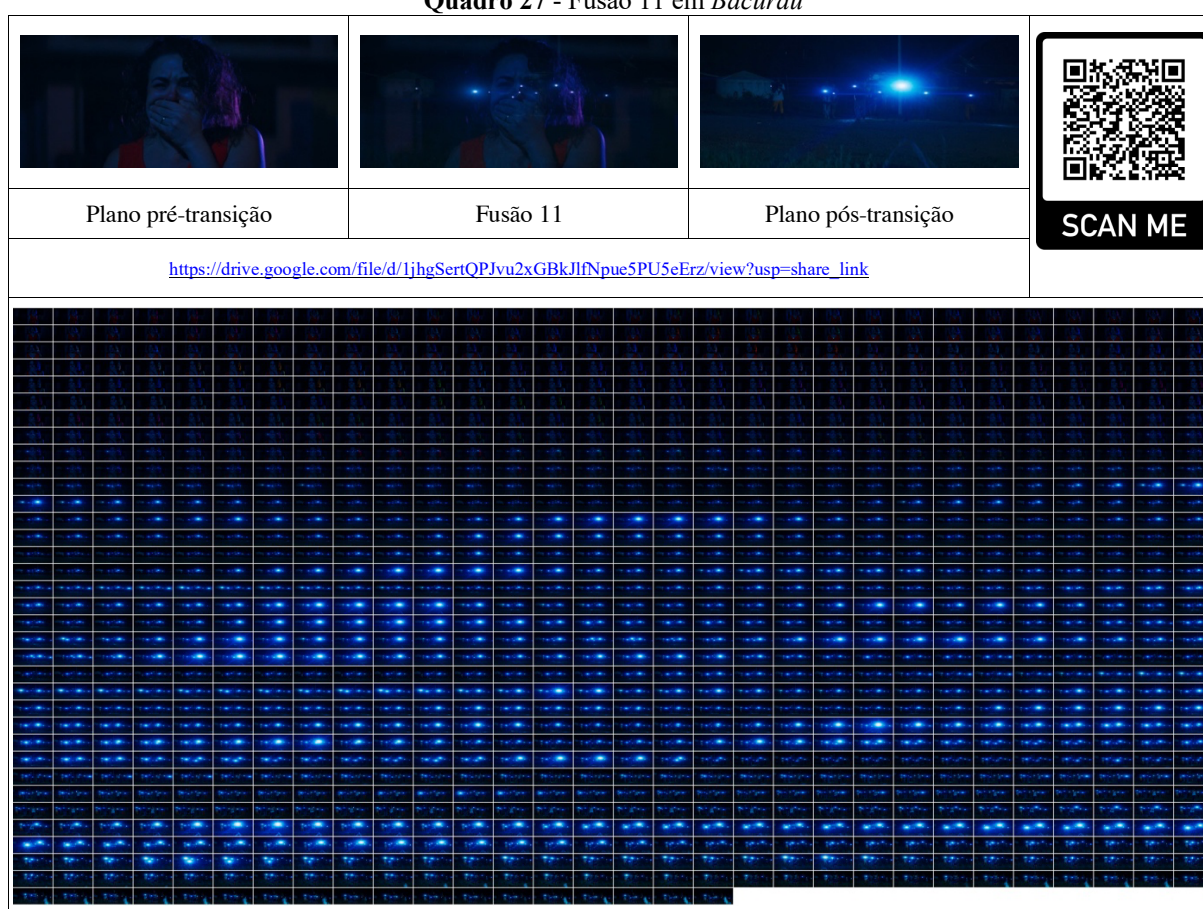 Quadro 27 - Fusão 11 em Bacurau
Plano pré-transição
Fusão 11
Plano pós-transição
SCAN ME
https://drive.google.com/file/d/1jhgSertQPJvu2xGBkJlfNpue5PU5eErz/view?usp=share_link